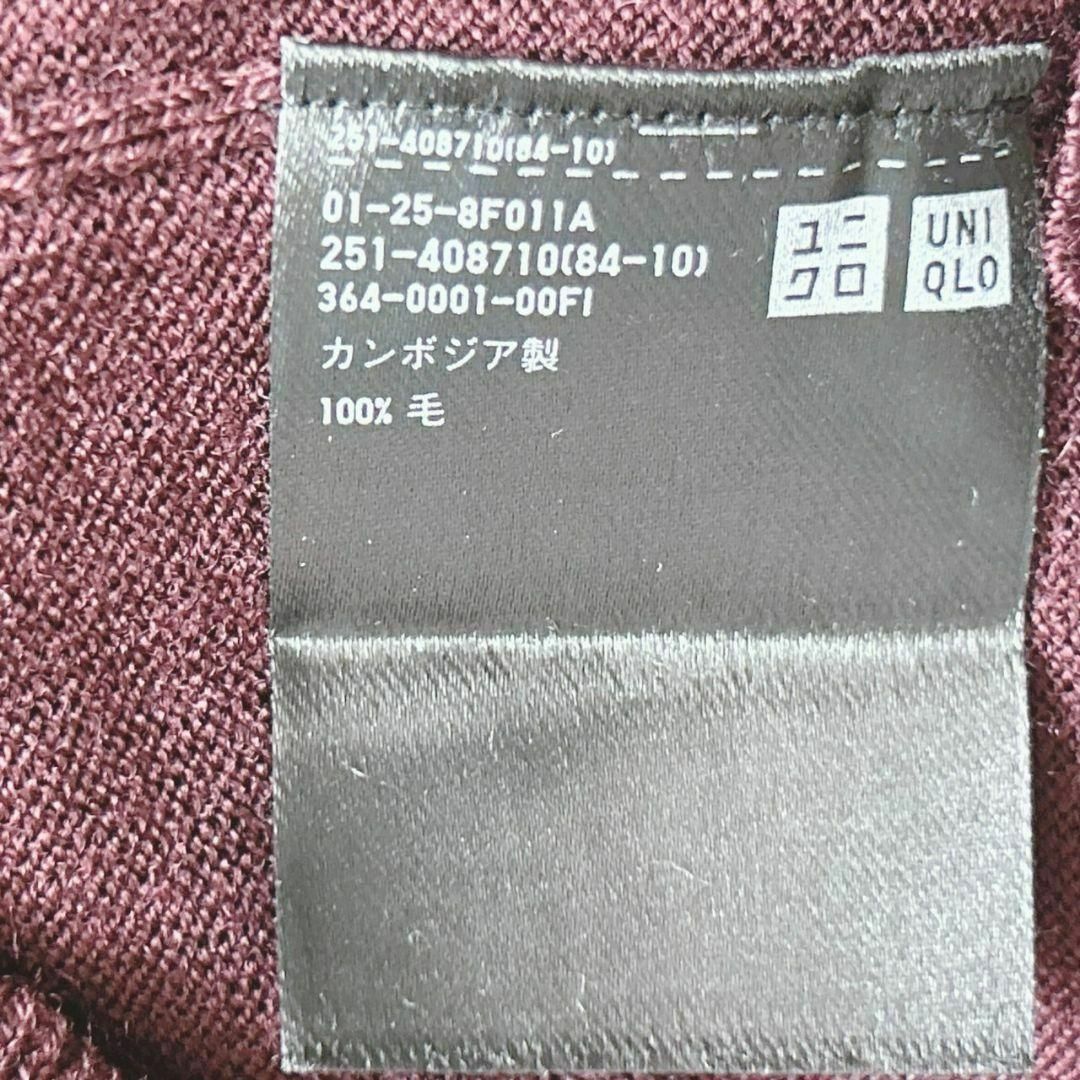 251-408710(84-10)
01-25-8F011A
251-408710(84-10)
364-0001-00FI
カンボジア製
100% 毛
ユニ
クロ
UNI
QLO